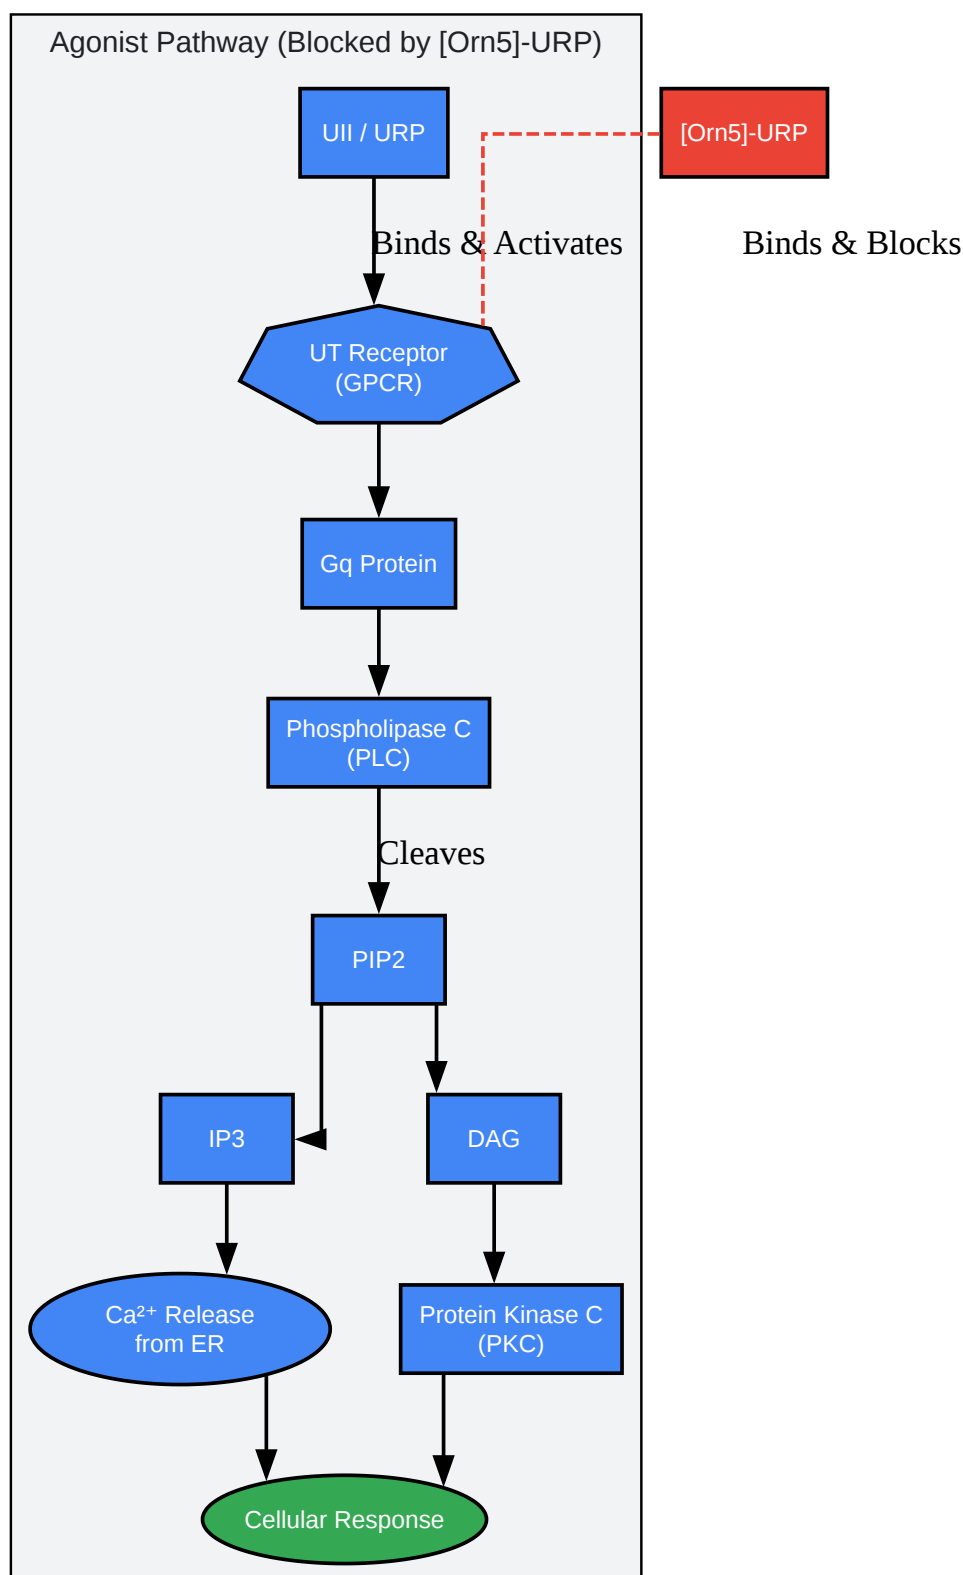 Agonist Pathway (Blocked by [Orn5]-URP)
UII / URP
[Orn5]-URP
Binds & Activates
Binds & Blocks
UT Receptor
(GPCR)
Gq Protein
Phospholipase C
(PLC)
Cleaves
PIP2
IP3
DAG
Ca²⁺ Release
from ER
Protein Kinase C
(PKC)
Cellular Response